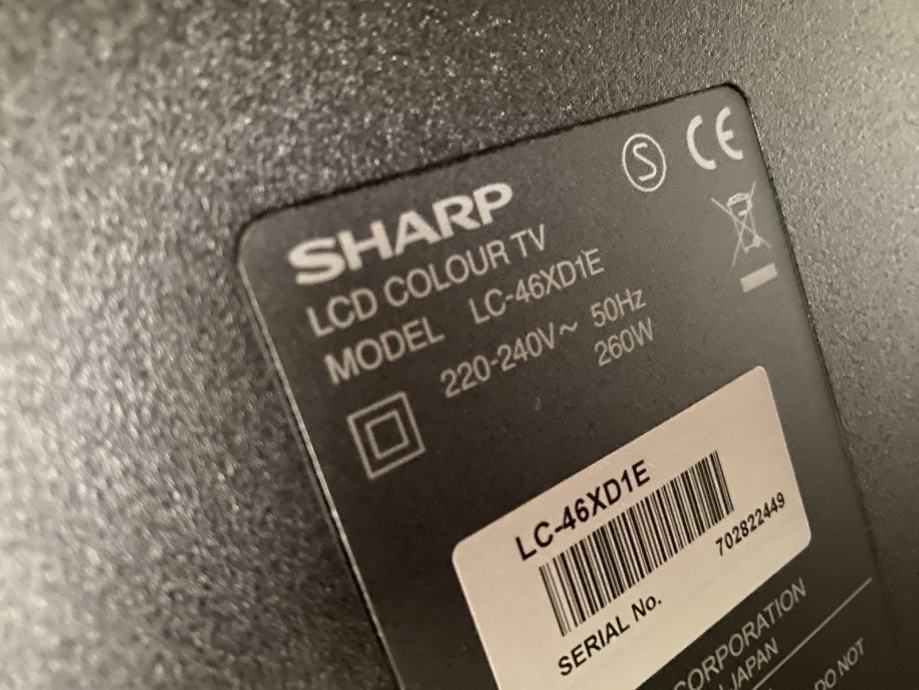 SHARP
LCD COLOUR TV
MODEL LC-46XD1E
220-240V~ 50Hz
260W
S
CE
LC-46XD1E
702822449
SERIAL No.
CORPORATION
JAPAN
DO NOT